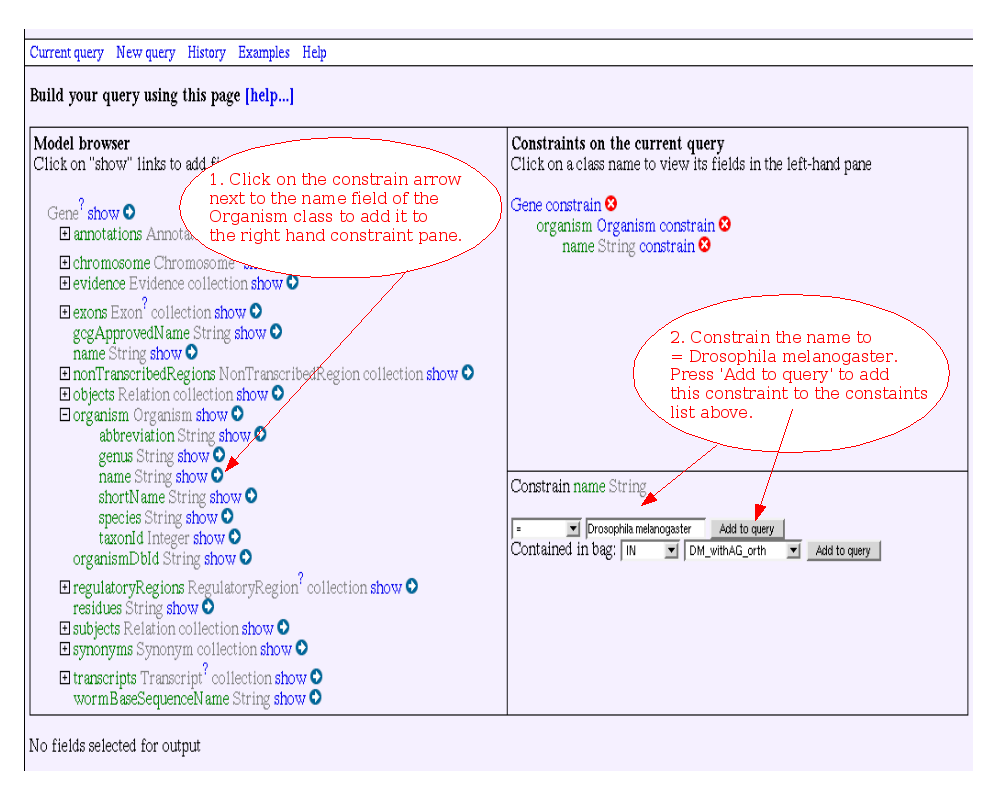 Current query New query History Examples Help
Build your query using this page [help...]
Model browser
Click on "show" links to add
1. Click on the constrain arrow
next to the name field of the
Organism class to add it to
the right hand constraint pane.
Gene? show
annotations
chromosome Chromosome
evidence Evidence collection show
exons Exon? collection show
gcgApprovedName String show
name String show
nonTranscribedRegions NonTranscribedRegion collection show
objects Relation collection show
organism Organism show
abbreviation String show
genus String show
name String show
shortName String show
species String show
taxonId Integer show
organismDbId String show
regulatoryRegions RegulatoryRegion? collection show
residues String show
subjects Relation collection show
synonyms Synonym collection show
transcripts Transcript? collection show
wormBaseSequenceName String show
Constraints on the current query
Click on a class name to view its fields in the left-hand pane
Gene constrain
organism Organism constrain
name String constrain
2. Constrain the name to
= Drosophila melanogaster.
Press 'Add to query' to add
this constraint to the constaints
list above.
Constrain name String
= Drosophila melanogaster Add to query
Contained in bag: IN DM_withAG_orth Add to query
No fields selected for output